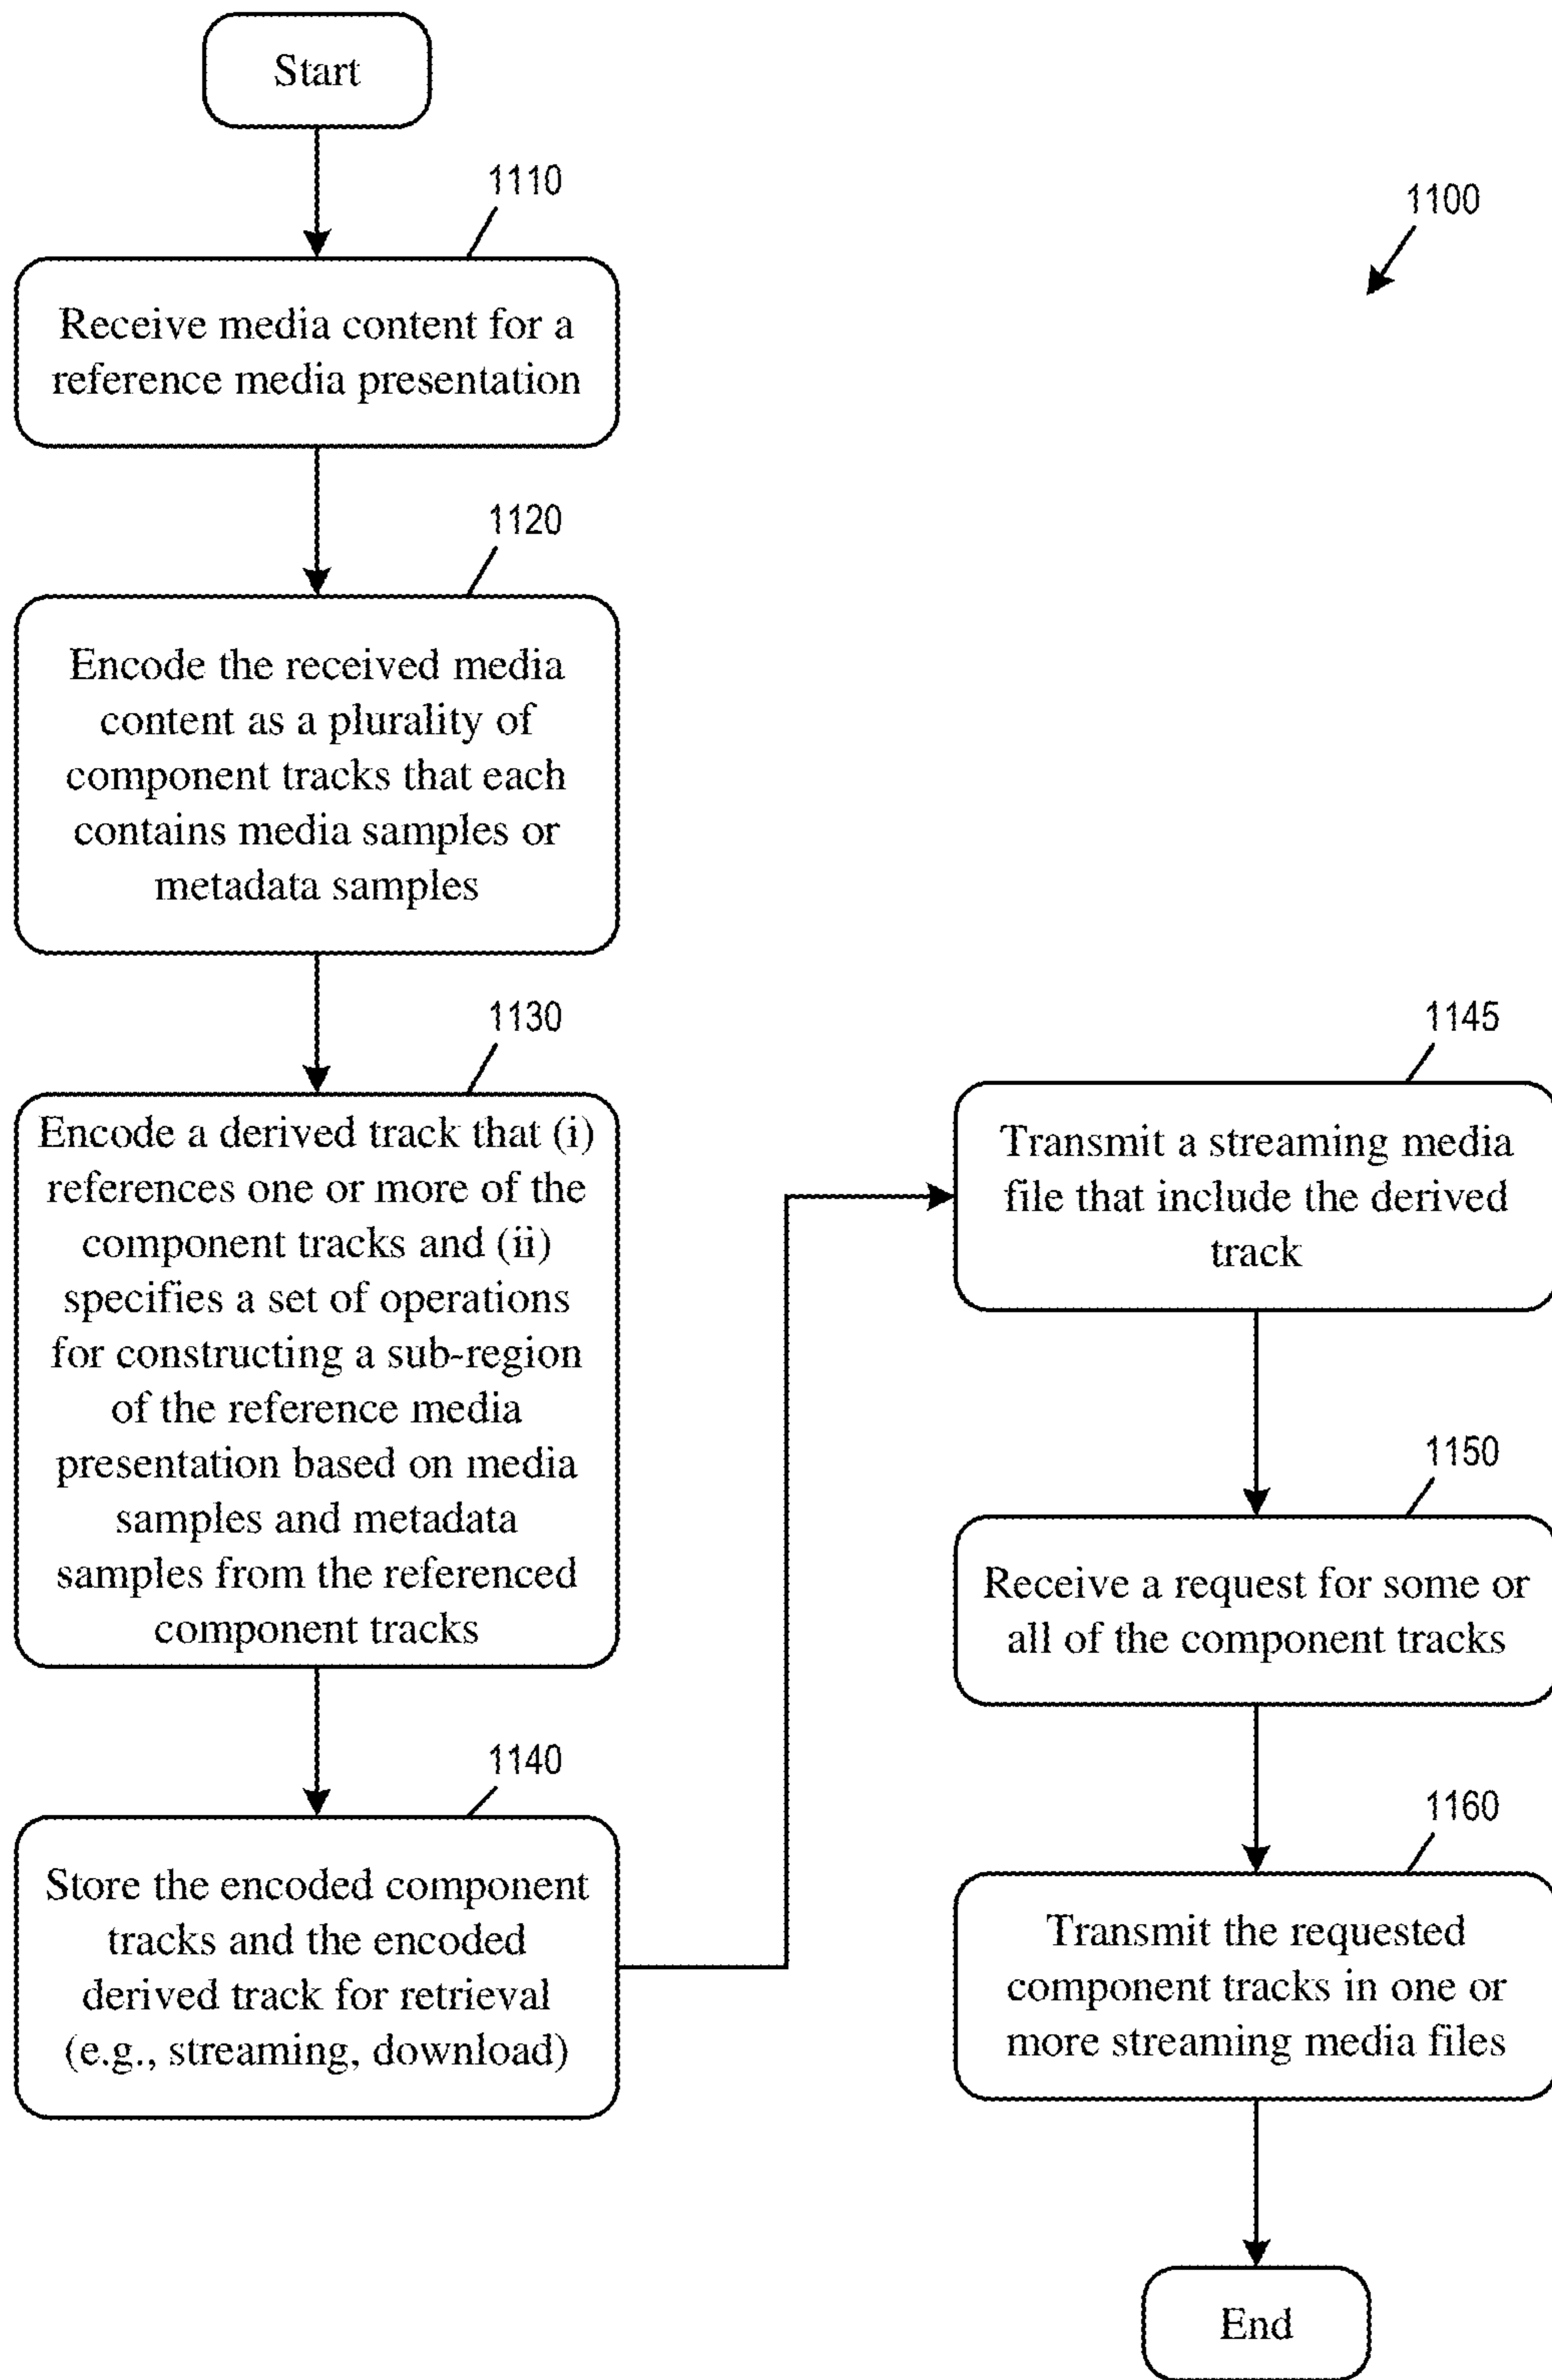 Start
1110
Receive media content for a
reference media presentation
1120
Encode the received media
content as a plurality of
component tracks that each
contains media samples or
metadata samples
1130
Encode a derived track that (i)
references one or more of the
component tracks and (ii)
specifies a set of operations
for constructing a sub-region
of the reference media
presentation based on media
samples and metadata
samples from the referenced
component tracks
1140
Store the encoded component
tracks and the encoded
derived track for retrieval
(e.g., streaming, download)
1100
1145
Transmit a streaming media
file that include the derived
track
1150
Receive a request for some or
all of the component tracks
1160
Transmit the requested
component tracks in one or
more streaming media files
End